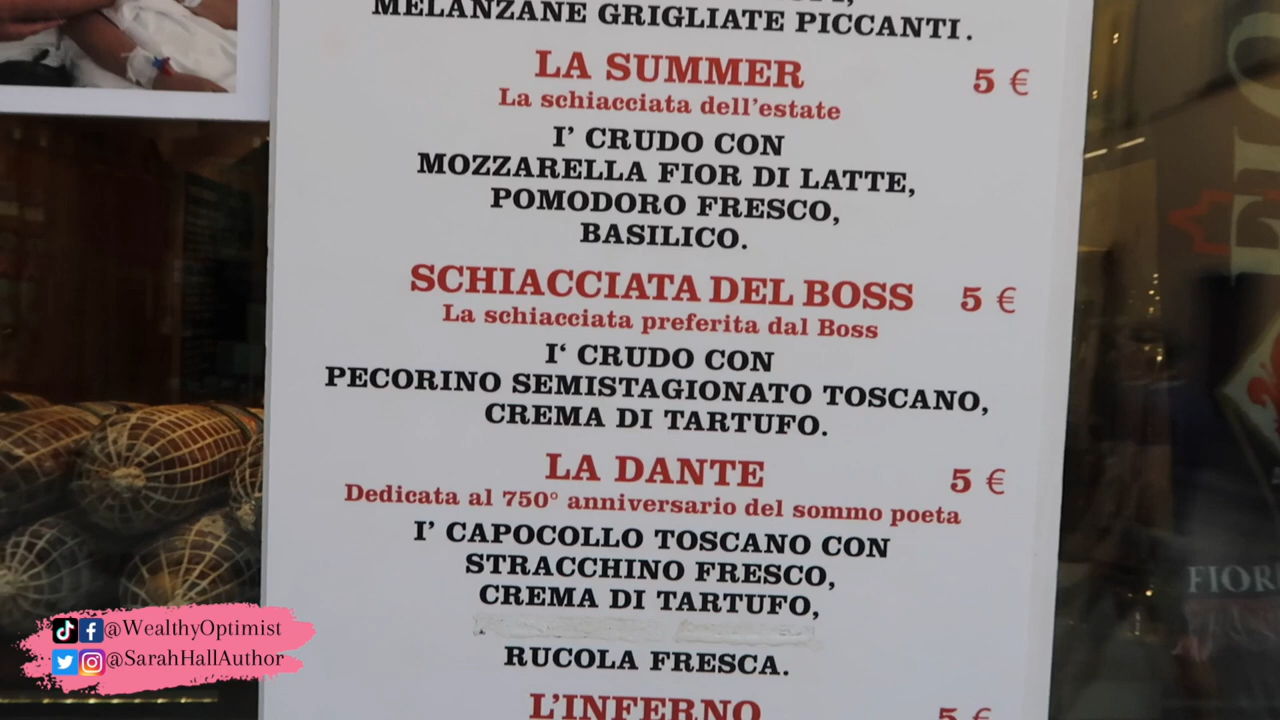 MELANZANE GRIGLIATE PICCANTI.
LA SUMMER 5 €
La schiacciata dell'estate
I' CRUDO CON
MOZZARELLA FIOR DI LATTE,
POMODORO FRESCO,
BASILICO.
SCHIACCIATA DEL BOSS 5 €
La schiacciata preferita dal Boss
I‘ CRUDO CON
PECORINO SEMISTAGIONATO TOSCANO,
CREMA DI TARTUFO.
LA DANTE 5 €
Dedicata al 750° anniversario del sommo poeta
I' CAPOCOLLO TOSCANO CON
STRACCHINO FRESCO,
CREMA DI TARTUFO,
RUCOLA FRESCA.
L'INFERNO 5 €
@WealthyOptimist
@SarahHallAuthor